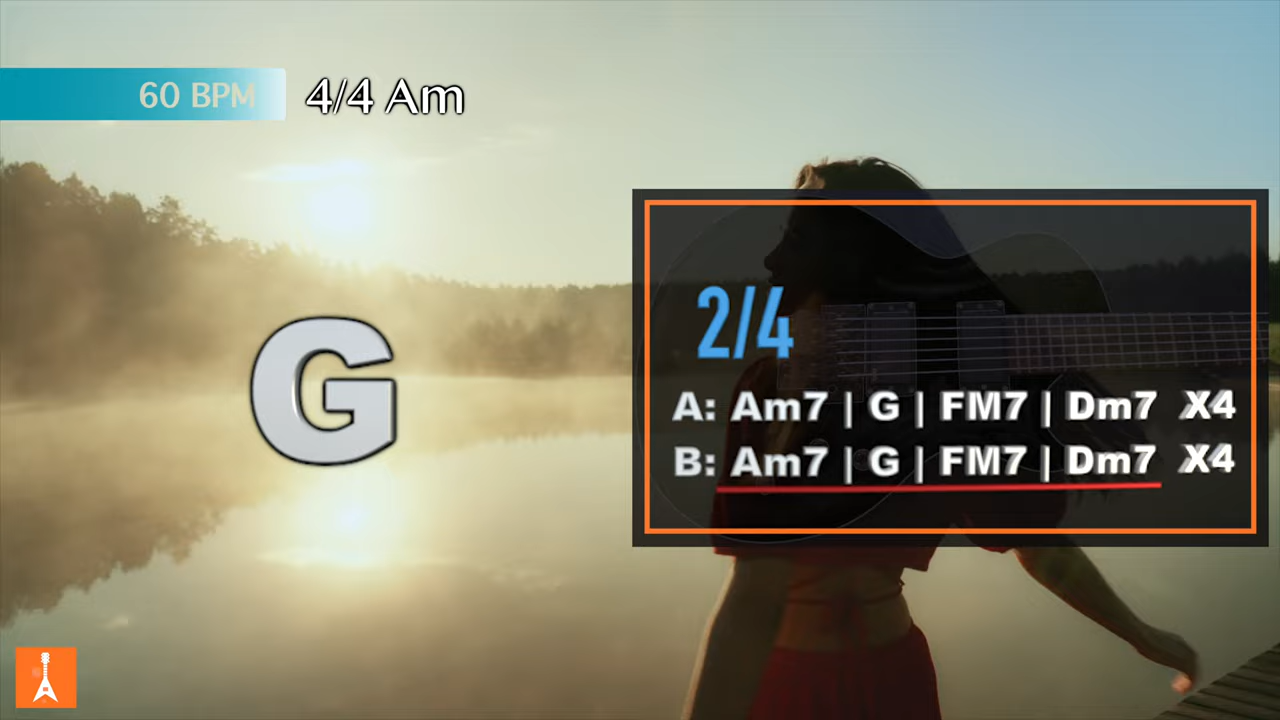 60 BPM 4/4 Am
G
2/4
A: Am7 | G | FM7 | Dm7 X4
B: Am7 | G | FM7 | Dm7 X4